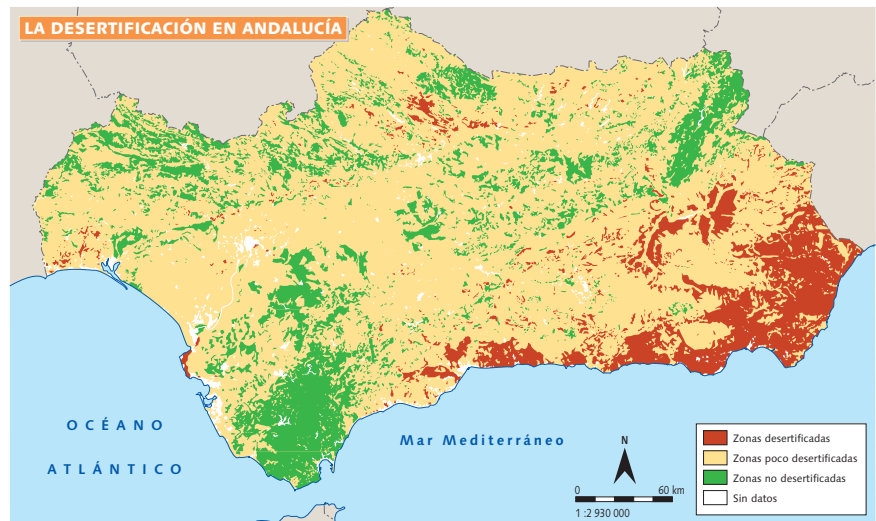 LA DESERTIFICACIÓN EN ANDALUCÍA
OCÉANO
ATLÁNTICO
Mar Mediterráneo
N
0 60 km
1 :2 930 000
Zonas desertificadas
Zonas poco desertificadas
Zonas no desertificadas
Sin datos